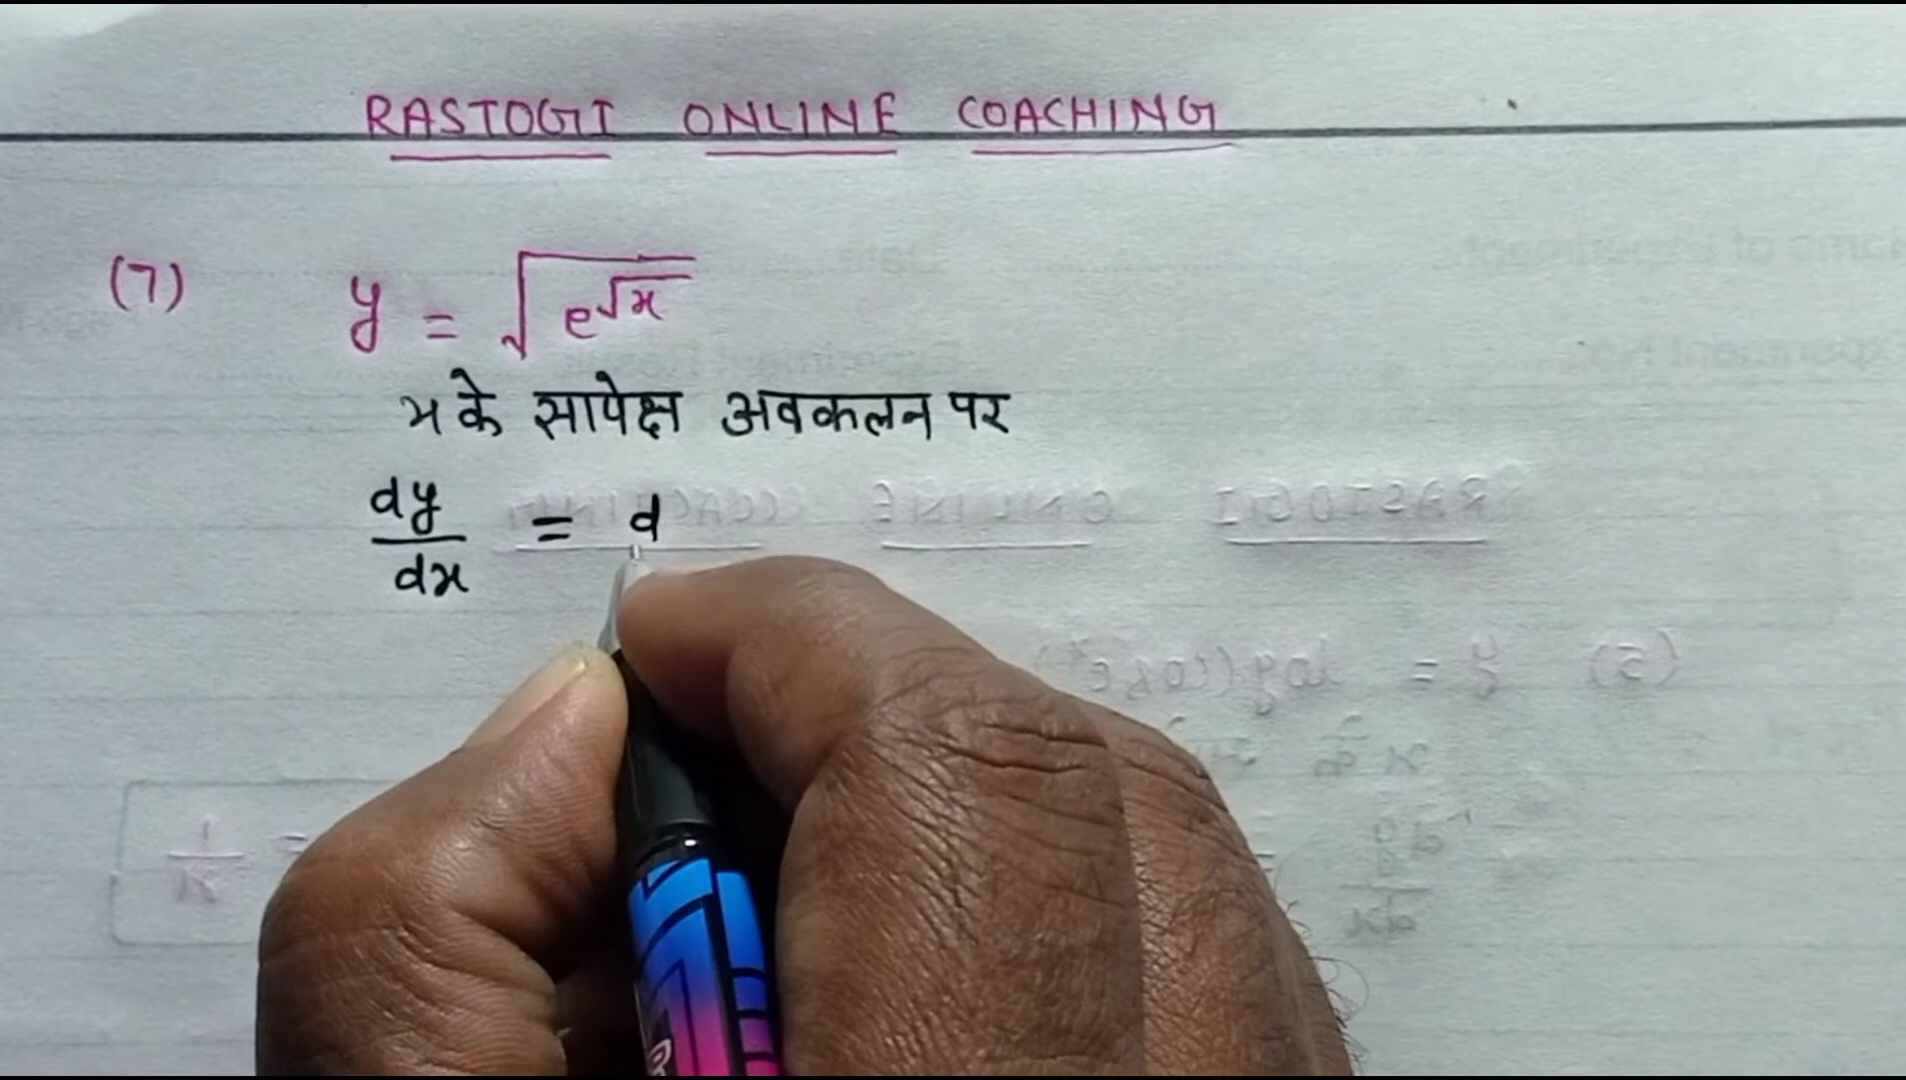 RASTOGI ONLINE COACHING
(7) y = √(e^√x)
x के सापेक्ष अवकलन पर
dy/dx = d